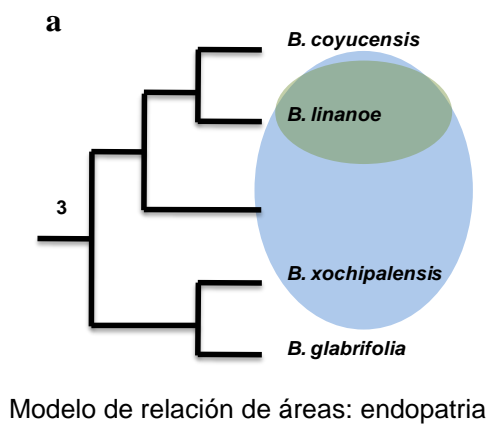 a
B. coyucensis
B. linanoe
3
B. xochipalensis
B. glabrifolia
Modelo de relación de áreas: endopatria